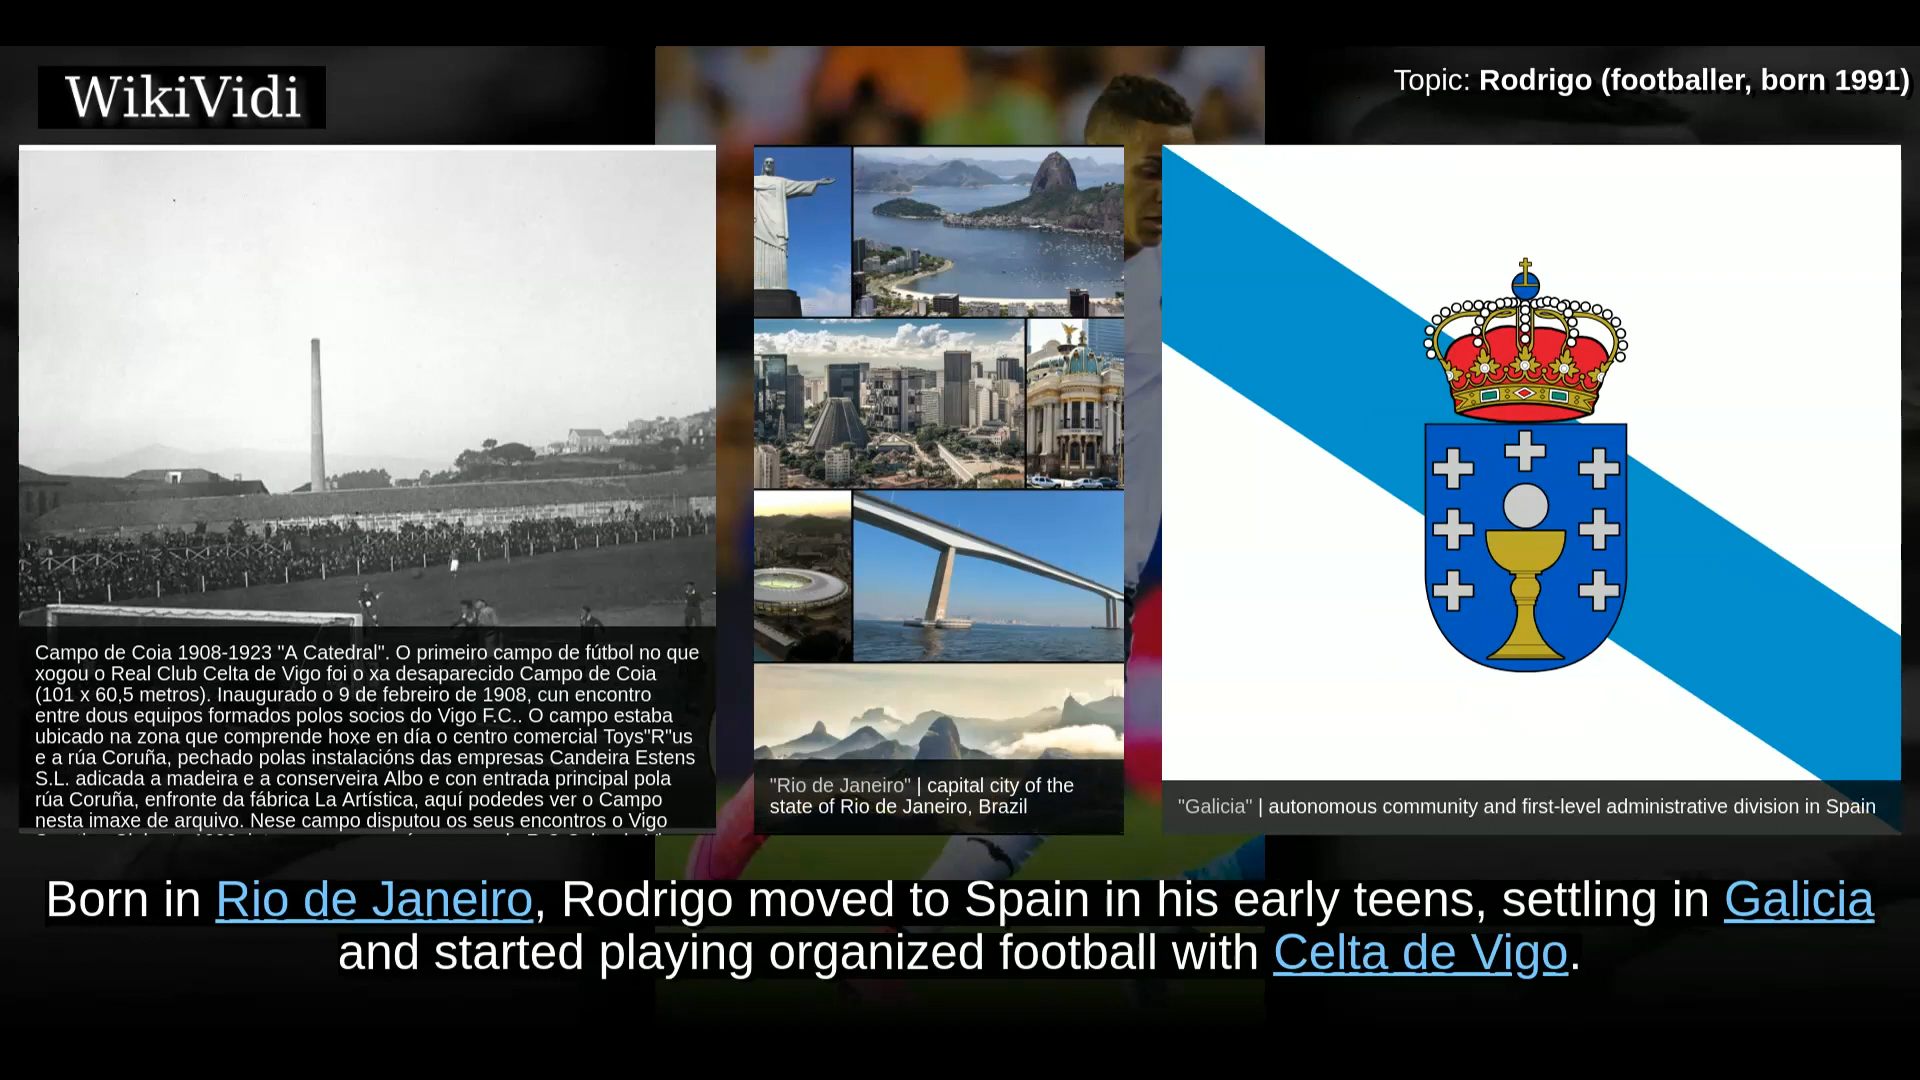 WikiVidi
Topic: Rodrigo (footballer, born 1991)
Campo de Coia 1908-1923 "A Catedral". O primeiro campo de fútbol no que
xogou o Real Club Celta de Vigo foi o xa desaparecido Campo de Coia
(101 x 60,5 metros). Inaugurado o 9 de febreiro de 1908, cun encontro
entre dous equipos formados polos socios do Vigo F.C.. O campo estaba
ubicado na zona que comprende hoxe en día o centro comercial Toys"R"us
e a rúa Coruña, pechado polas instalacións das empresas Candeira Estens
S.L. adicada a madeira e a conserveira Albo e con entrada principal pola
rúa Coruña, enfronte da fábrica La Artística, aquí podedes ver o Campo
nesta imaxe de arquivo. Nese campo disputou os seus encontros o Vigo
"Rio de Janeiro" | capital city of the
state of Rio de Janeiro, Brazil
"Galicia" | autonomous community and first-level administrative division in Spain
Born in Rio de Janeiro, Rodrigo moved to Spain in his early teens, settling in Galicia
and started playing organized football with Celta de Vigo.